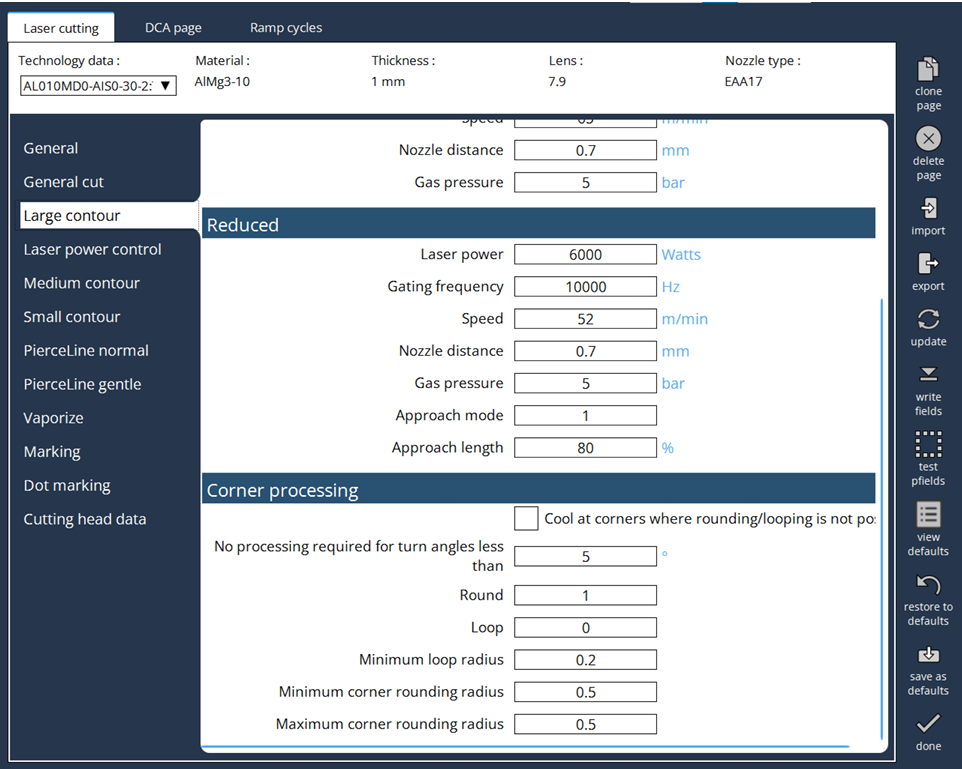 Laser cutting
DCA page
Ramp cycles
Technology data :
Material :
Thickness :
Lens :
Nozzle type :
AL010MD0-AIS0-30-2:
AlMg3-10
1 mm
7.9
EAA17
General
General cut
Large contour
Laser power control
Medium contour
Small contour
PierceLine normal
PierceLine gentle
Vaporize
Marking
Dot marking
Cutting head data
Speed m/min
Nozzle distance 0.7 mm
Gas pressure 5 bar
Reduced
Laser power 6000 Watts
Gating frequency 10000 Hz
Speed 52 m/min
Nozzle distance 0.7 mm
Gas pressure 5 bar
Approach mode 1
Approach length 80 %
Corner processing
Cool at corners where rounding/looping is not po
No processing required for turn angles less
than 5 °
Round 1
Loop 0
Minimum loop radius 0.2
Minimum corner rounding radius 0.5
Maximum corner rounding radius 0.5
clone
page
delete
page
import
export
update
write
fields
test
pfields
view
defaults
restore to
defaults
save as
defaults
done